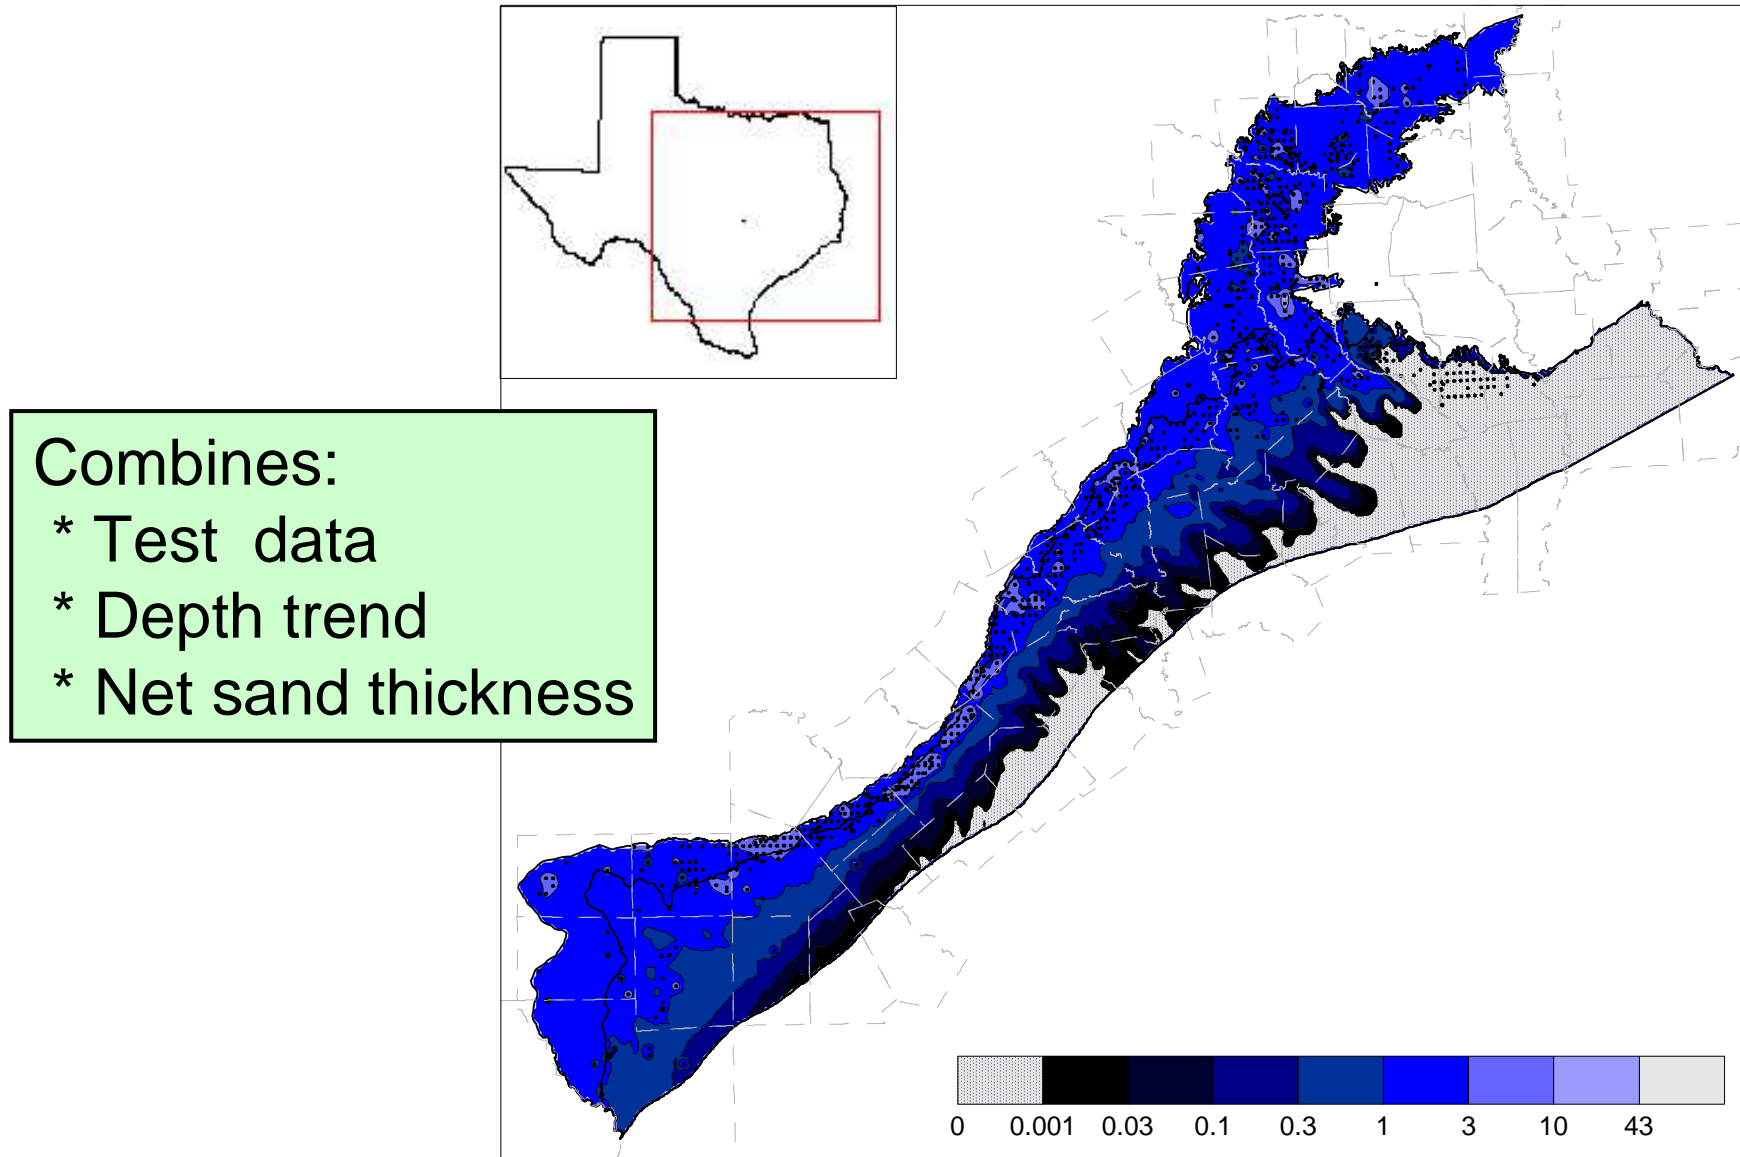 Combines:
* Test data
* Depth trend
* Net sand thickness
0 0.001 0.03 0.1 0.3 1 3 10 43